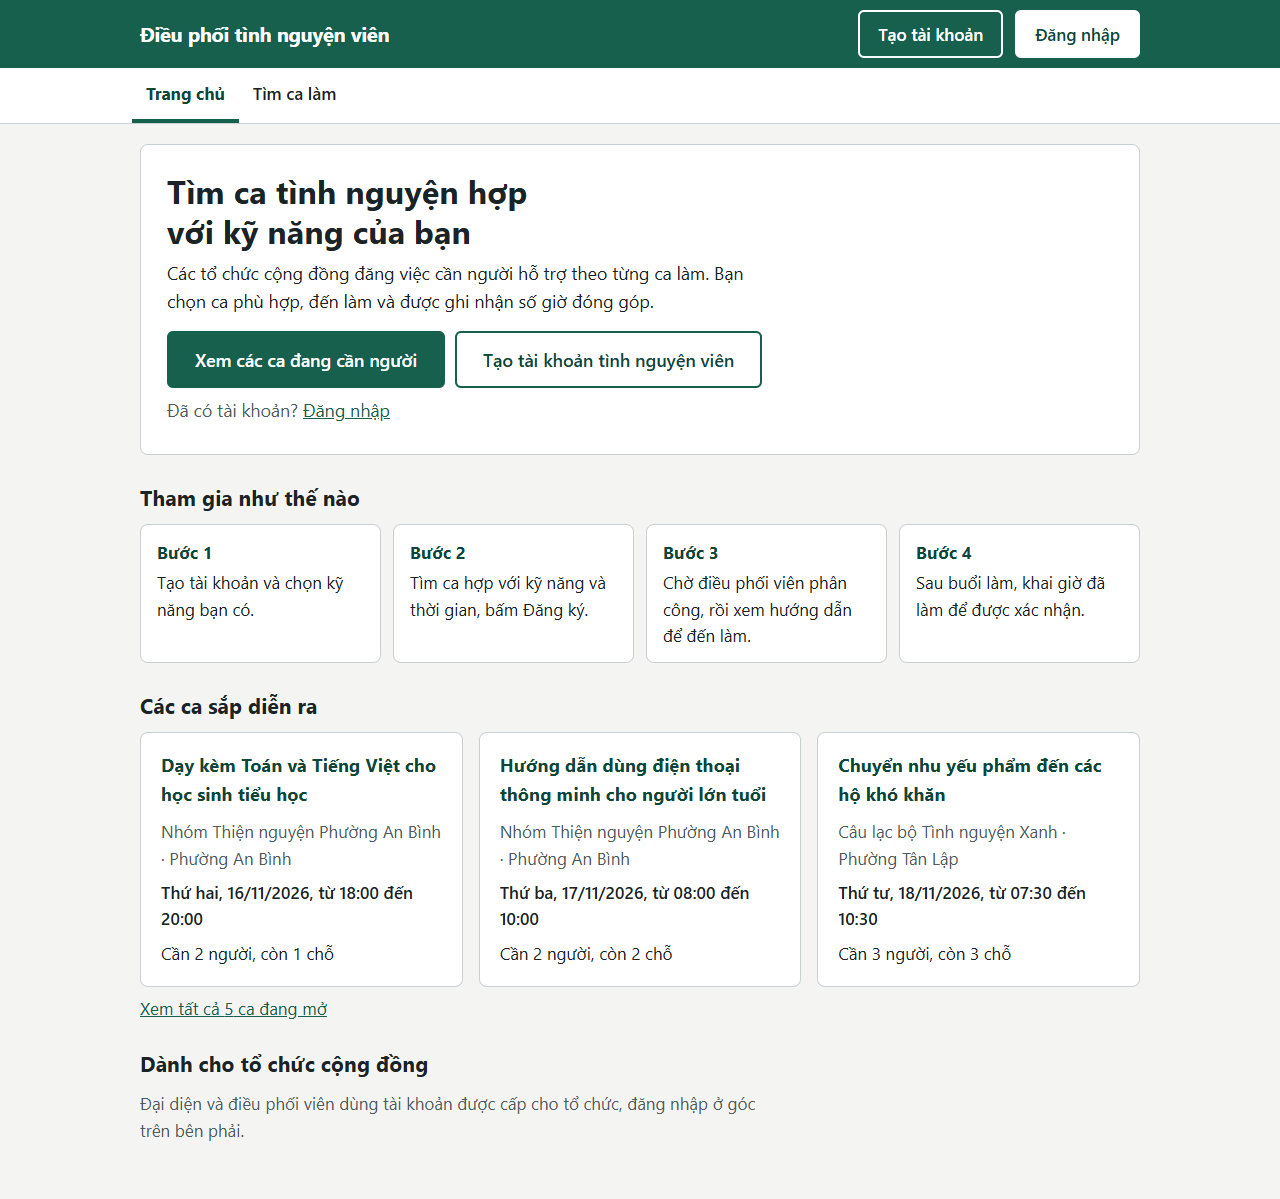 Điều phối tình nguyện viên
Tạo tài khoản
Đăng nhập
Trang chủ
Tìm ca làm
Tìm ca tình nguyện hợp
với kỹ năng của bạn
Các tổ chức cộng đồng đăng việc cần người hỗ trợ theo từng ca làm. Bạn
chọn ca phù hợp, đến làm và được ghi nhận số giờ đóng góp.
Xem các ca đang cần người
Tạo tài khoản tình nguyện viên
Đã có tài khoản? Đăng nhập
Tham gia như thế nào
Bước 1
Tạo tài khoản và chọn kỹ
năng bạn có.
Bước 2
Tìm ca hợp với kỹ năng và
thời gian, bấm Đăng ký.
Bước 3
Chờ điều phối viên phân
công, rồi xem hướng dẫn
để đến làm.
Bước 4
Sau buổi làm, khai giờ đã
làm để được xác nhận.
Các ca sắp diễn ra
Dạy kèm Toán và Tiếng Việt cho
học sinh tiểu học
Nhóm Thiện nguyện Phường An Bình
· Phường An Bình
Thứ hai, 16/11/2026, từ 18:00 đến
20:00
Cần 2 người, còn 1 chỗ
Hướng dẫn dùng điện thoại
thông minh cho người lớn tuổi
Nhóm Thiện nguyện Phường An Bình
· Phường An Bình
Thứ ba, 17/11/2026, từ 08:00 đến
10:00
Cần 2 người, còn 2 chỗ
Chuyển nhu yếu phẩm đến các
hộ khó khăn
Câu lạc bộ Tình nguyện Xanh ·
Phường Tân Lập
Thứ tư, 18/11/2026, từ 07:30 đến
10:30
Cần 3 người, còn 3 chỗ
Xem tất cả 5 ca đang mở
Dành cho tổ chức cộng đồng
Đại diện và điều phối viên dùng tài khoản được cấp cho tổ chức, đăng nhập ở góc
trên bên phải.